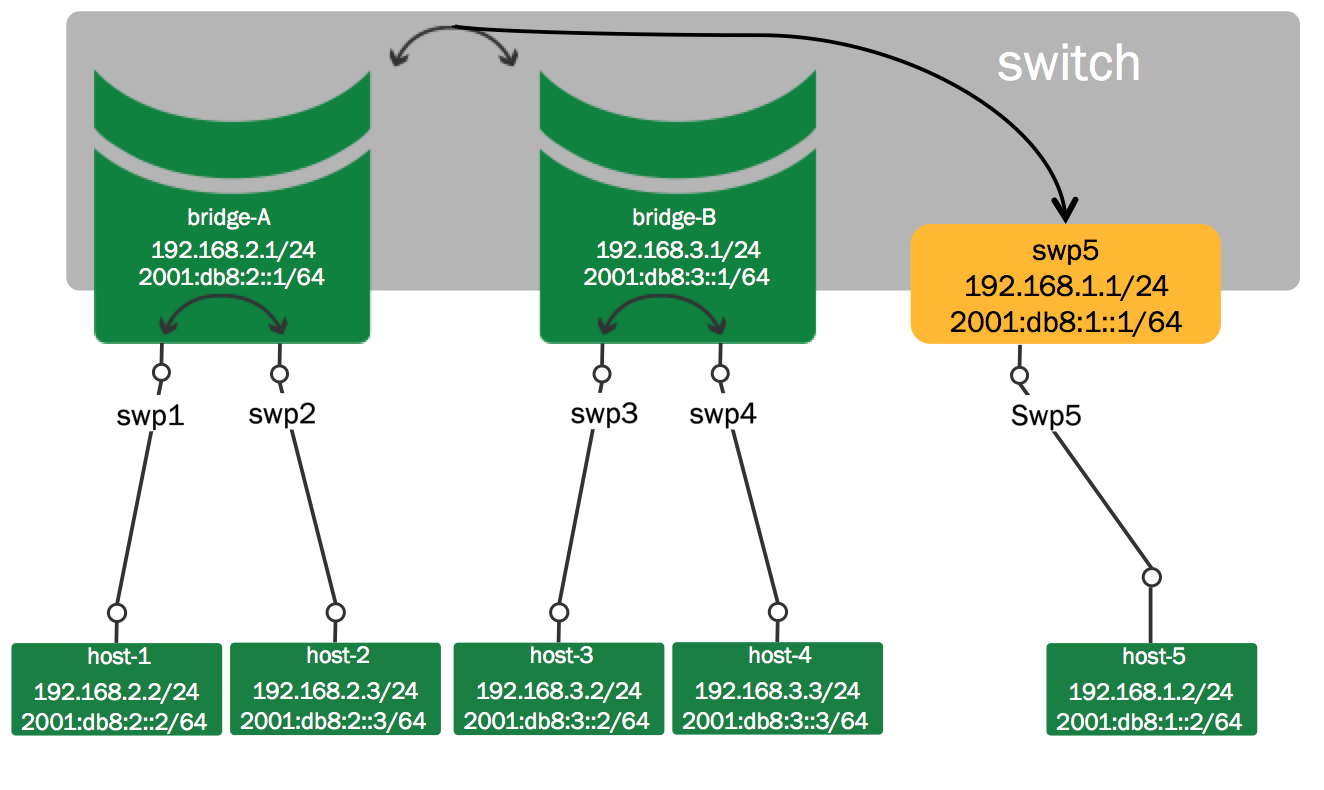 switch
bridge-A
192.168.2.1/24
2001:db8:2::1/64
bridge-B
192.168.3.1/24
2001:db8:3::1/64
swp5
192.168.1.1/24
2001:db8:1::1/64
swp1
swp2
swp3
swp4
Swp5
host-1
192.168.2.2/24
2001:db8:2::2/64
host-2
192.168.2.3/24
2001:db8:2::3/64
host-3
192.168.3.2/24
2001:db8:3::2/64
host-4
192.168.3.3/24
2001:db8:3::3/64
host-5
192.168.1.2/24
2001:db8:1::2/64